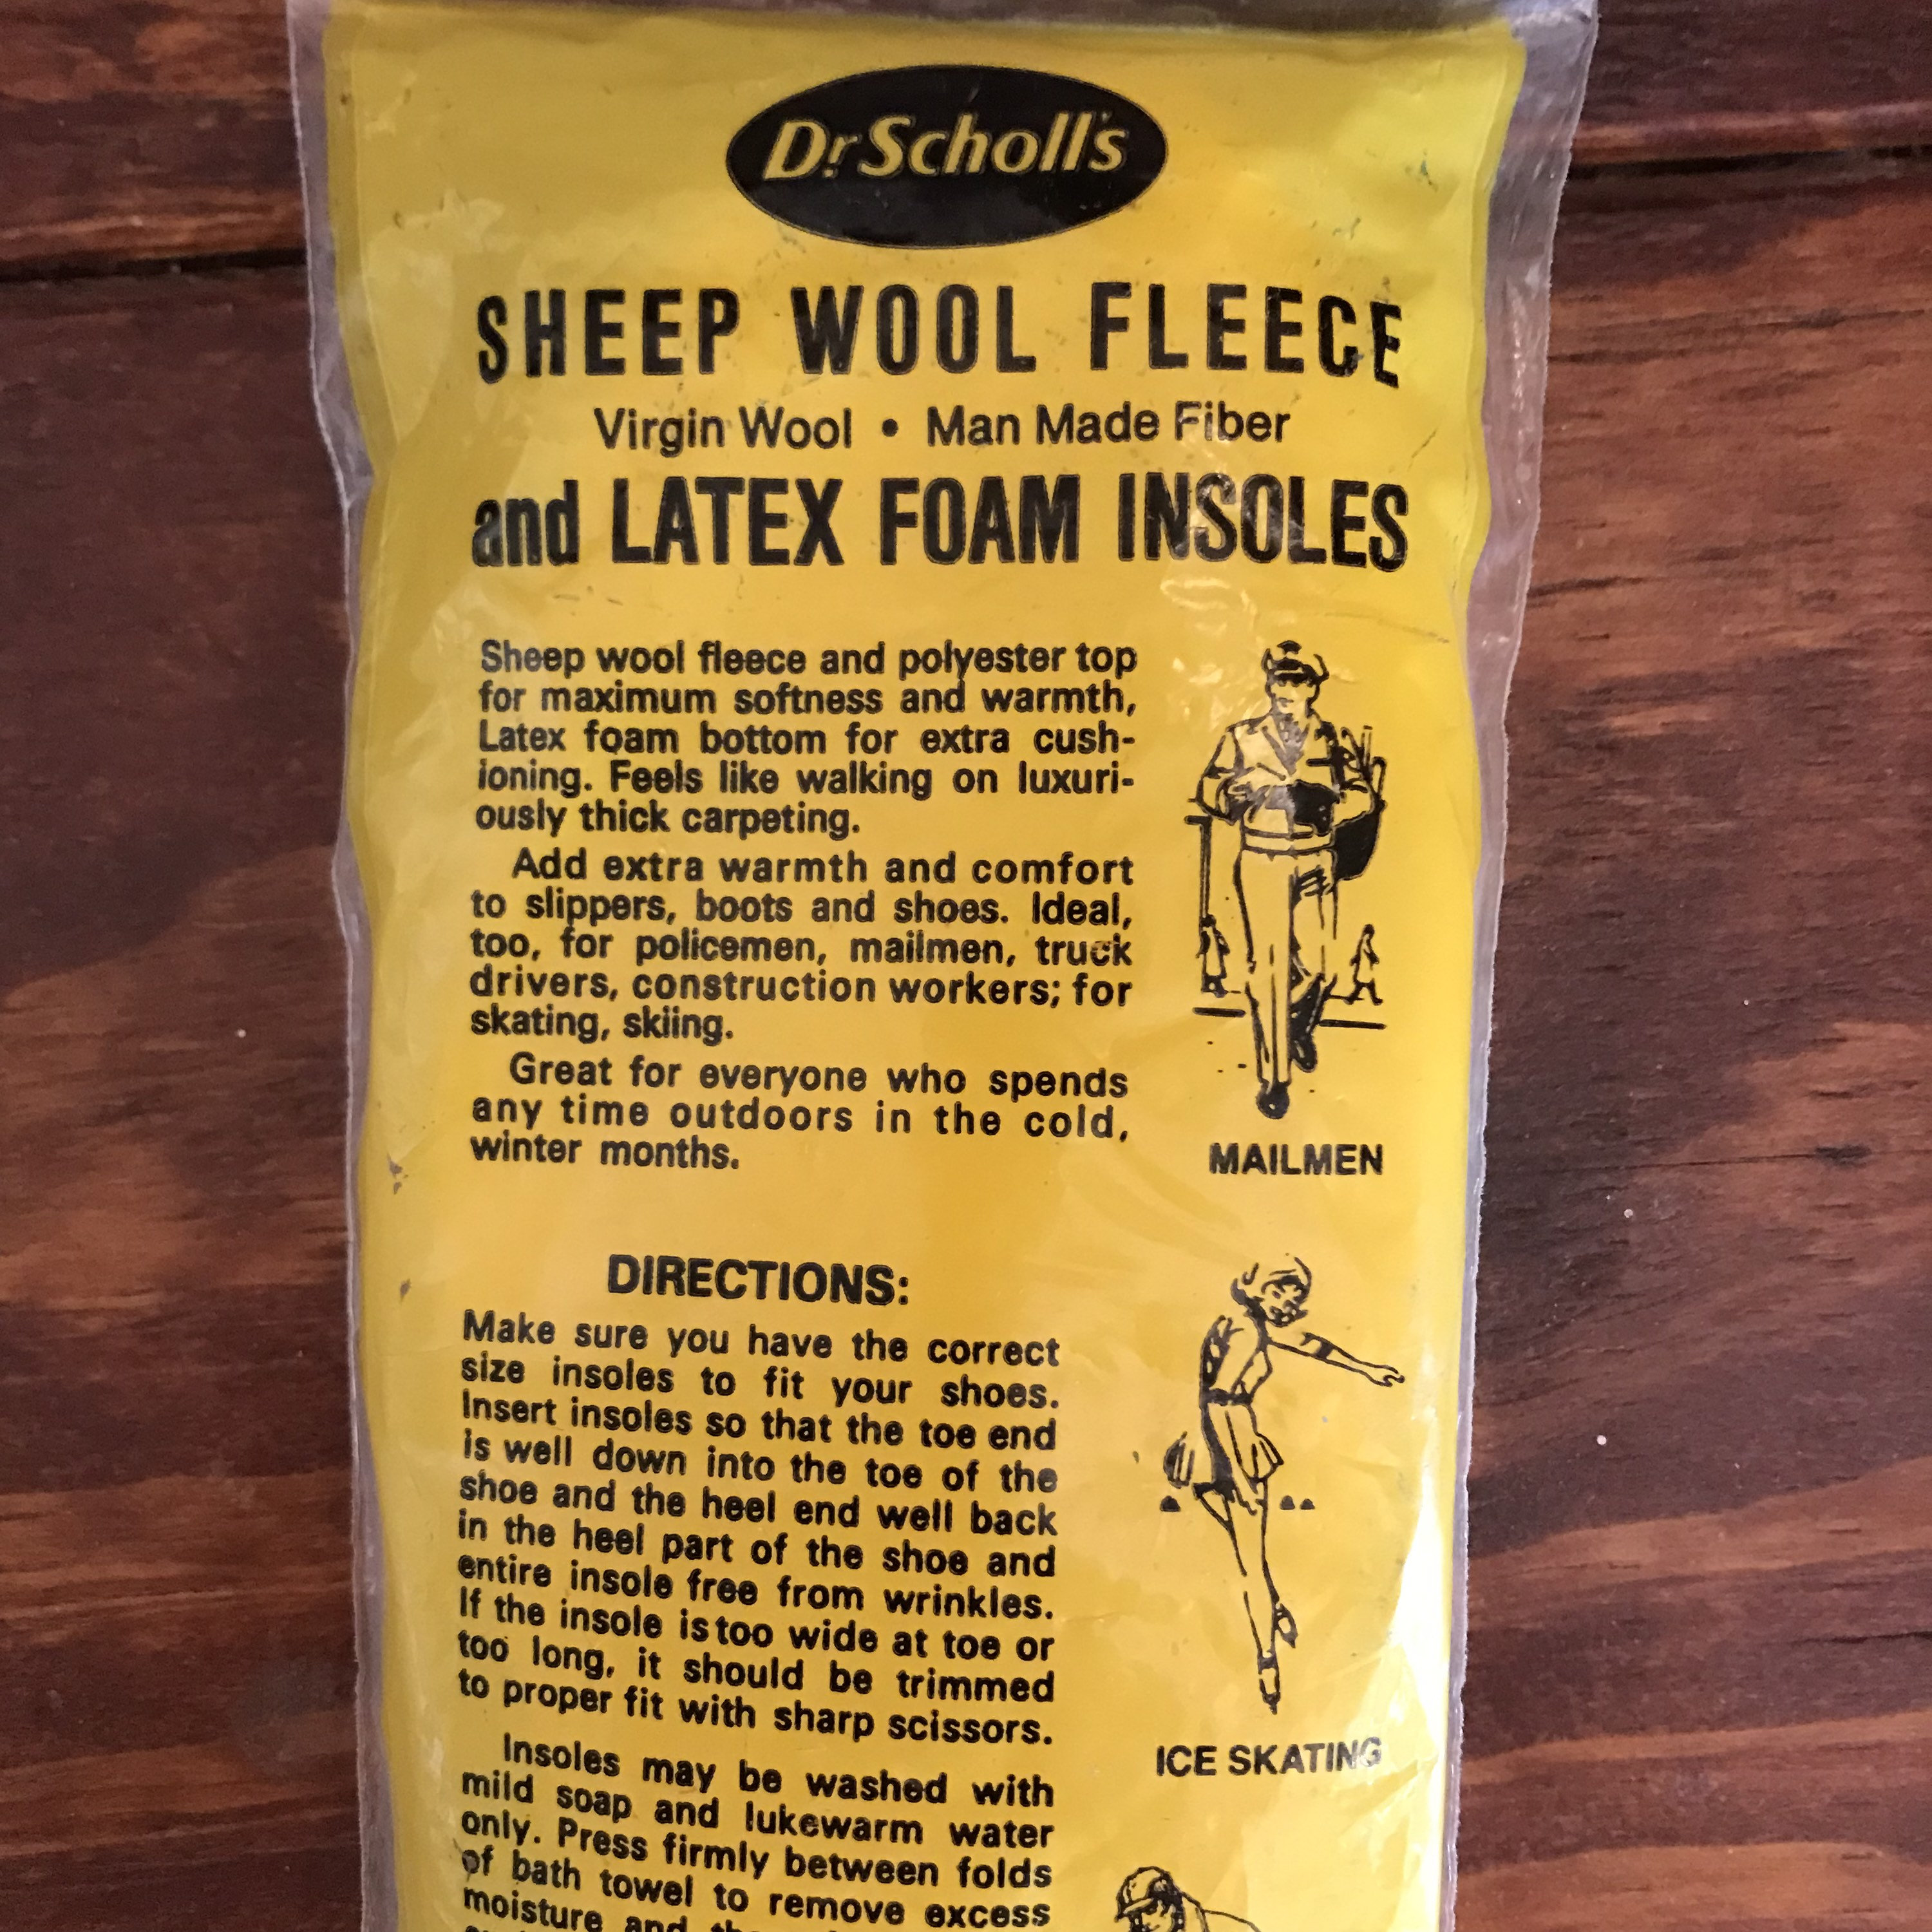 Dr Scholl's
SHEEP WOOL FLEECE
Virgin Wool • Man Made Fiber
and LATEX FOAM INSOLES
Sheep wool fleece and polyester top
for maximum softness and warmth,
Latex foam bottom for extra cush-
ioning. Feels like walking on luxuri-
ously thick carpeting.
Add extra warmth and comfort
to slippers, boots and shoes. Ideal,
too, for policemen, mailmen, truck
drivers, construction workers; for
skating, skiing.
Great for everyone who spends
any time outdoors in the cold,
winter months.
MAILMEN
DIRECTIONS:
Make sure you have the correct
size insoles to fit your shoes.
Insert insoles so that the toe end
is well down into the toe of the
shoe and the heel end well back
in the heel part of the shoe and
entire insole free from wrinkles.
If the insole is too wide at toe or
too long, it should be trimmed
to proper fit with sharp scissors.
Insoles may be washed with
mild soap and lukewarm water
only. Press firmly between folds
of bath towel to remove excess
moisture and
ICE SKATING